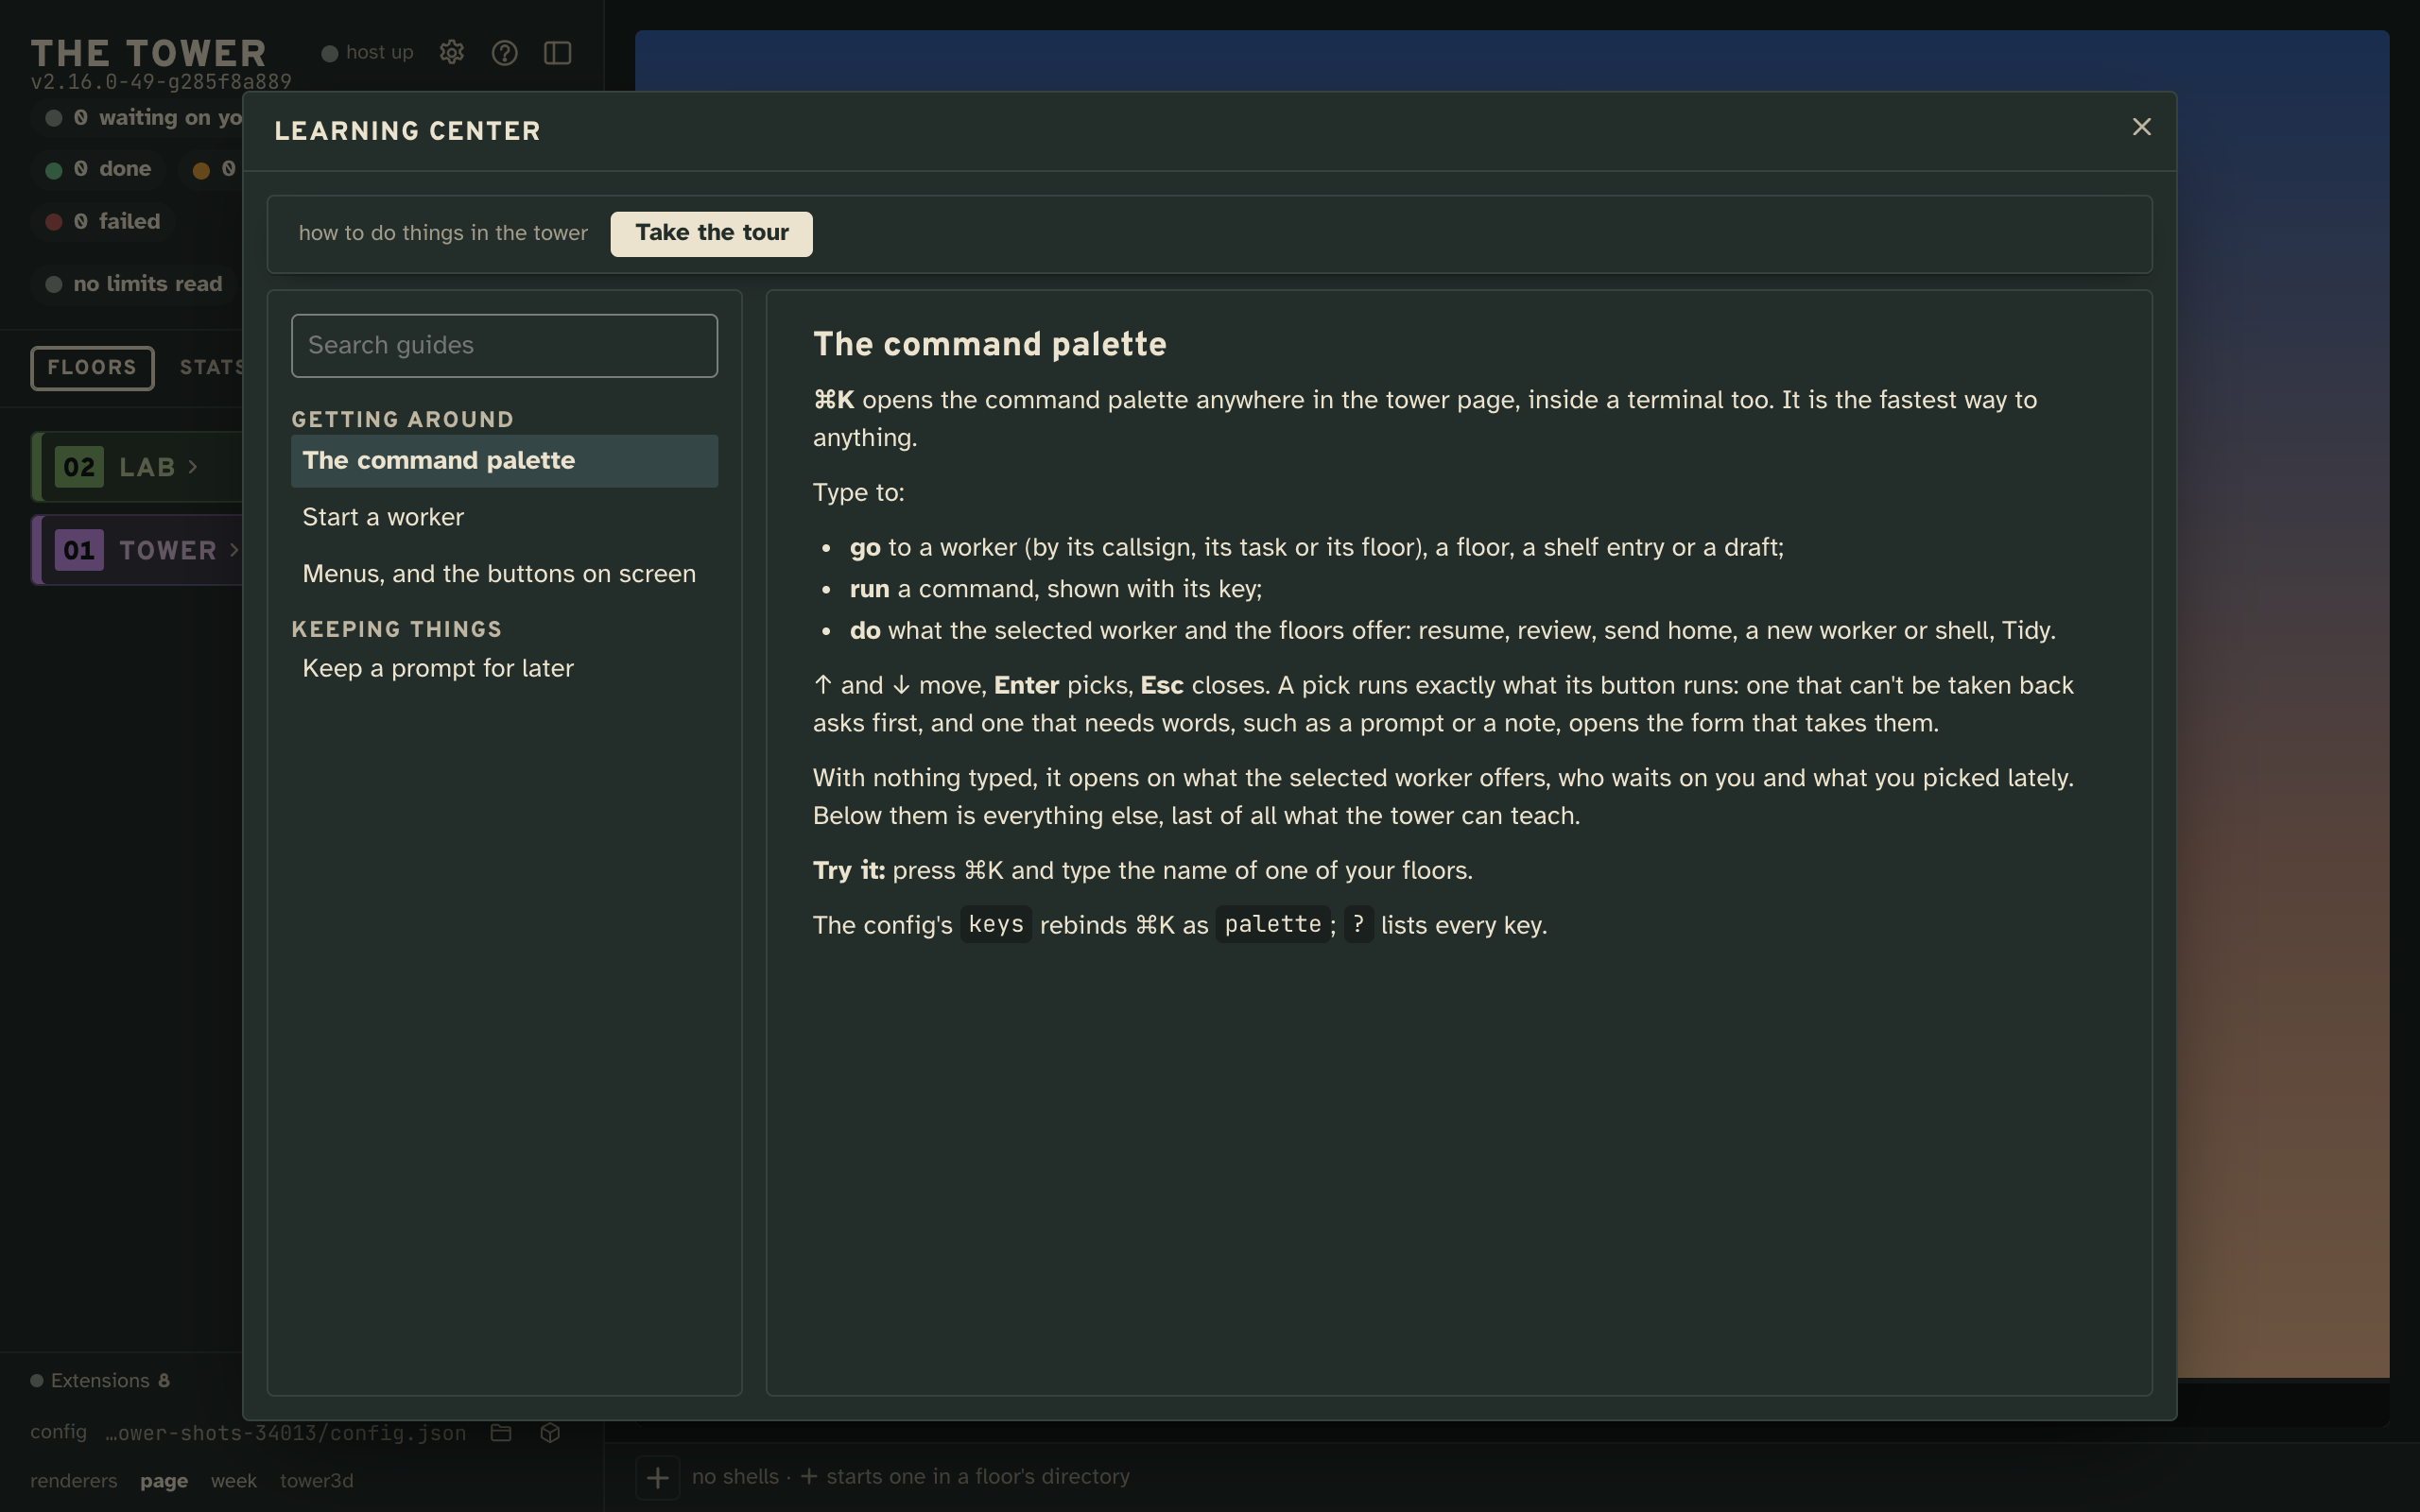 THE TOWER
host up
v2.16.0-49-g285f8a889
0 waiting on yo
0 done
0
0 failed
no limits read
FLOORS
STATS
02 LAB
01 TOWER
LEARNING CENTER
how to do things in the tower
Take the tour
Search guides
GETTING AROUND
The command palette
Start a worker
Menus, and the buttons on screen
KEEPING THINGS
Keep a prompt for later
The command palette
⌘K opens the command palette anywhere in the tower page, inside a terminal too. It is the fastest way to
anything.
Type to:
• go to a worker (by its callsign, its task or its floor), a floor, a shelf entry or a draft;
• run a command, shown with its key;
• do what the selected worker and the floors offer: resume, review, send home, a new worker or shell, Tidy.
↑ and ↓ move, Enter picks, Esc closes. A pick runs exactly what its button runs: one that can't be taken back
asks first, and one that needs words, such as a prompt or a note, opens the form that takes them.
With nothing typed, it opens on what the selected worker offers, who waits on you and what you picked lately.
Below them is everything else, last of all what the tower can teach.
Try it: press ⌘K and type the name of one of your floors.
The config's keys rebinds ⌘K as palette; ? lists every key.
Extensions 8
config …ower-shots-34013/config.json
renderers page week tower3d
no shells · + starts one in a floor's directory